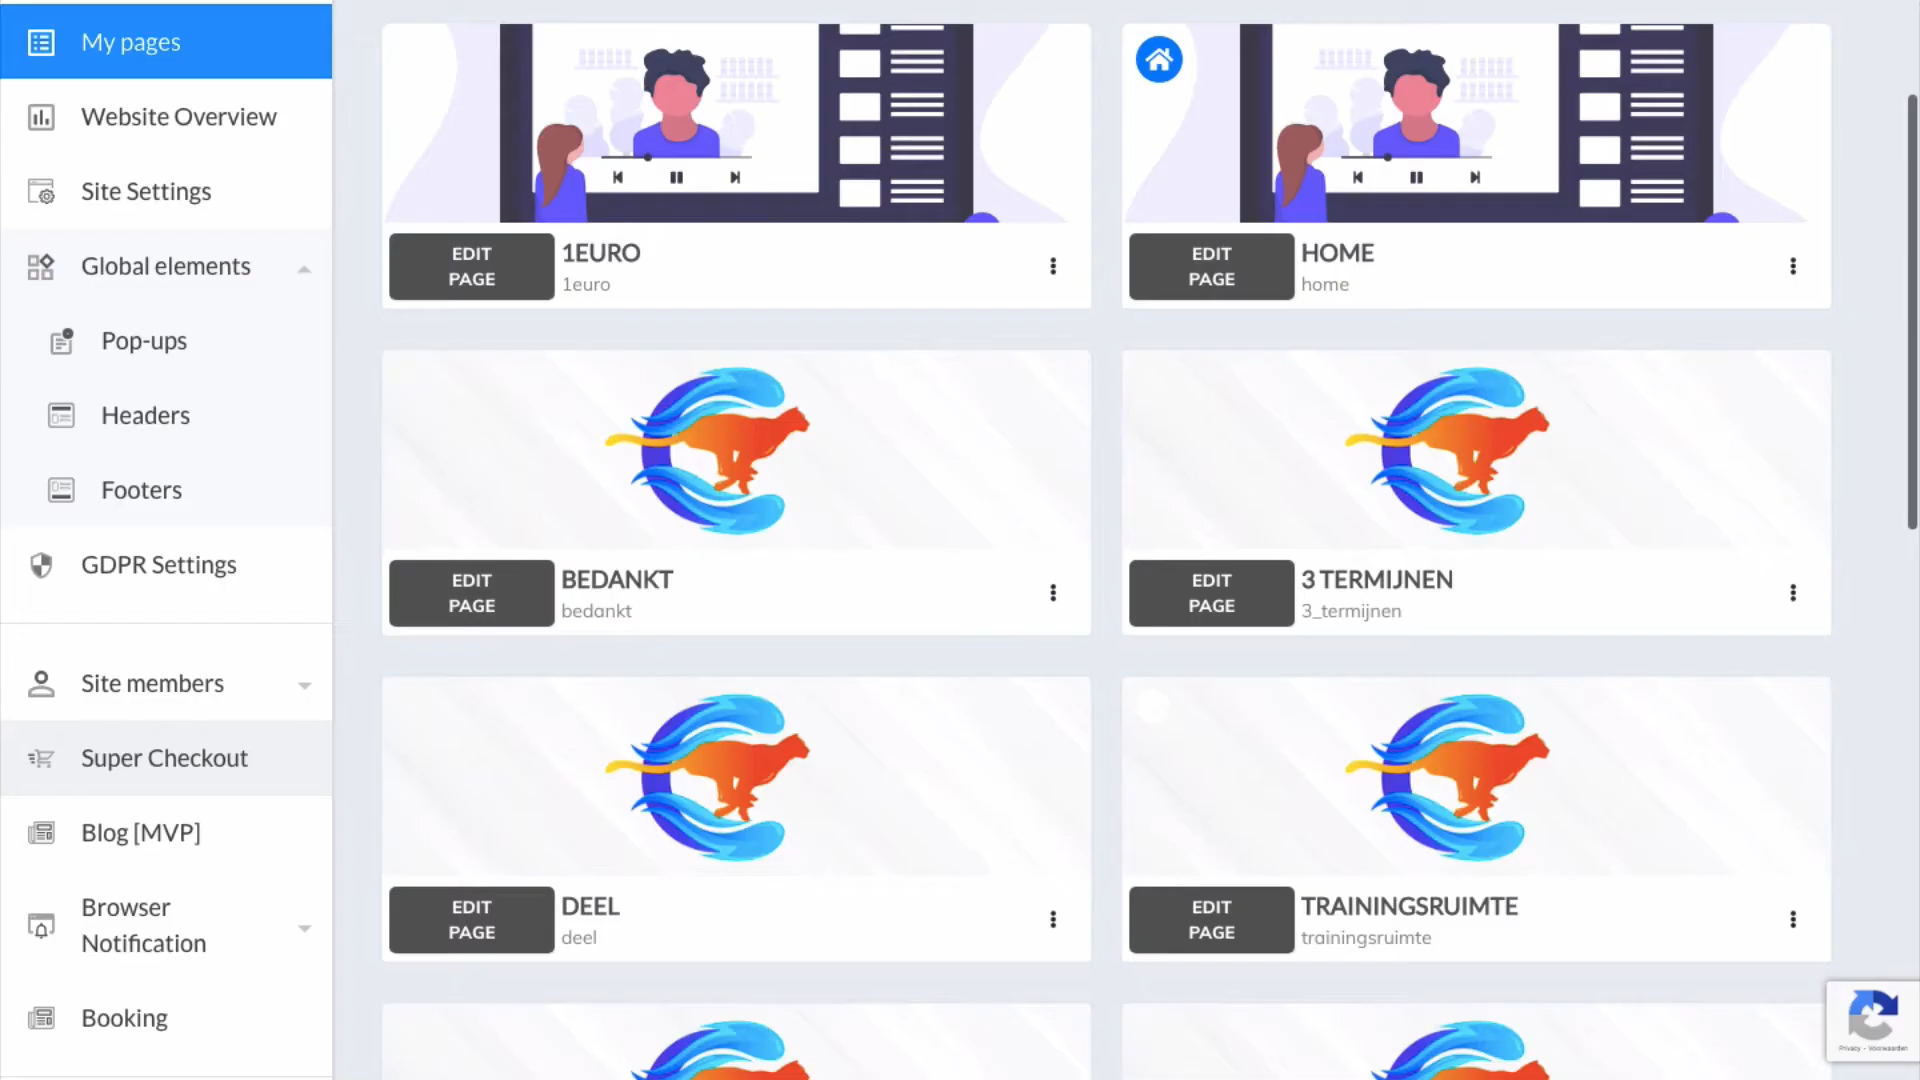 My pages
Website Overview
Site Settings
Global elements
Pop-ups
Headers
Footers
GDPR Settings
Site members
Super Checkout
Blog [MVP]
Browser
Notification
Booking
EDIT
PAGE
1EURO
1euro
EDIT
PAGE
HOME
home
EDIT
PAGE
BEDANKT
bedankt
EDIT
PAGE
3 TERMIJNEN
3_termijnen
EDIT
PAGE
DEEL
deel
EDIT
PAGE
TRAININGSRUIMTE
trainingsruimte
Privacy - Voorwaarden